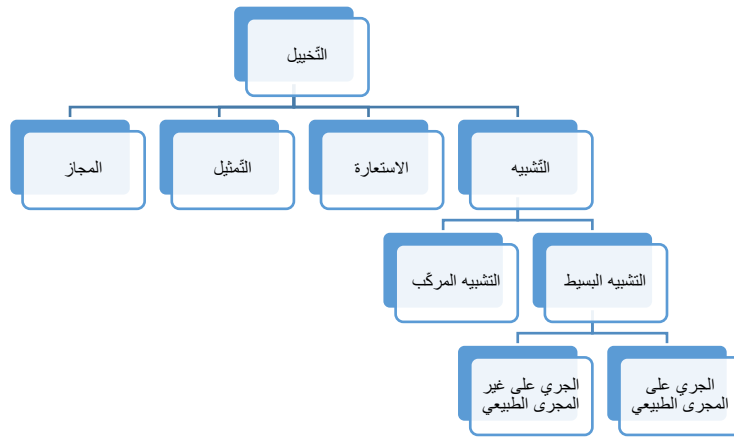 التّخييل
التّشبيه
الاستعارة
التّمثيل
المجاز
التشبيه البسيط
التشبيه المركّب
الجري على
المجرى الطبيعي
الجري على غير
المجرى الطبيعي